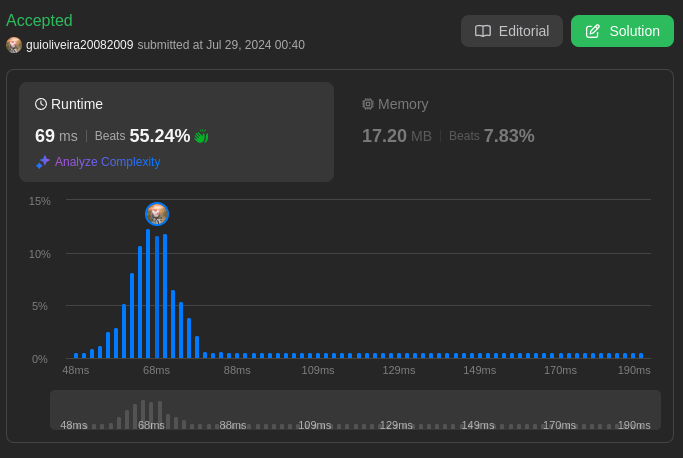 Accepted
guioliveira20082009 submitted at Jul 29, 2024 00:40
Editorial
Solution
Runtime
69 ms Beats 55.24%
Analyze Complexity
Memory
17.20 MB Beats 7.83%
15%
10%
5%
0%
48ms 68ms 88ms 109ms 129ms 149ms 170ms 190ms
48ms 68ms 88ms 109ms 129ms 149ms 170ms 190ms